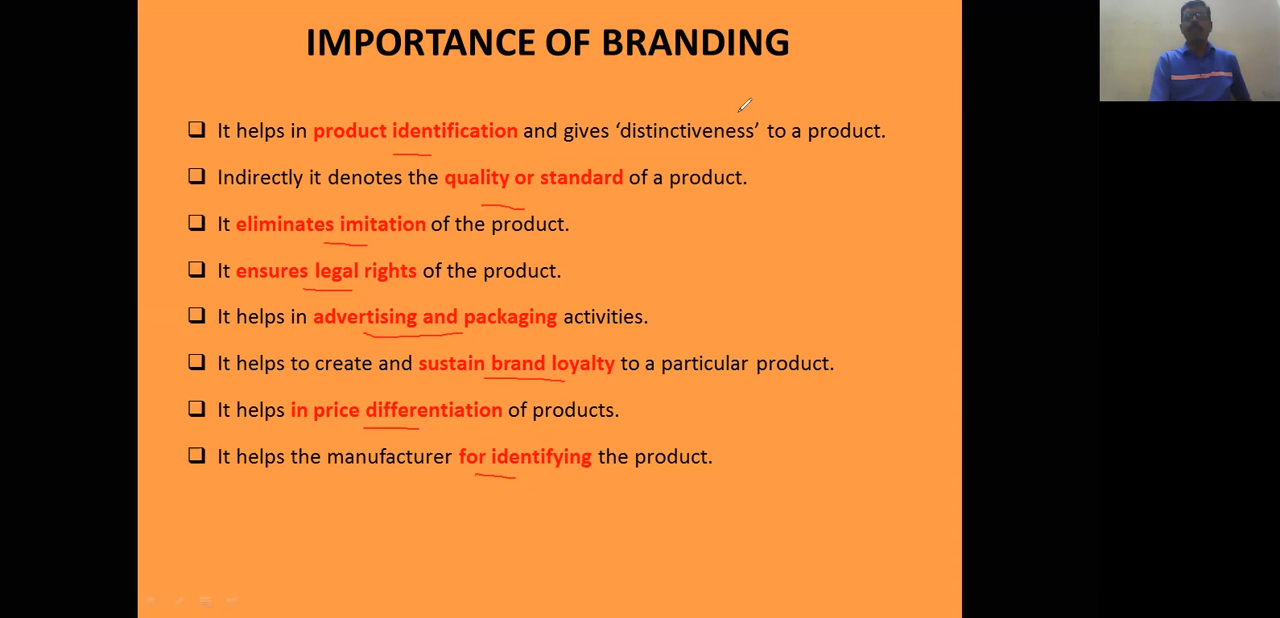 IMPORTANCE OF BRANDING
❑ It helps in product identification and gives ‘distinctiveness’ to a product.
❑ Indirectly it denotes the quality or standard of a product.
❑ It eliminates imitation of the product.
❑ It ensures legal rights of the product.
❑ It helps in advertising and packaging activities.
❑ It helps to create and sustain brand loyalty to a particular product.
❑ It helps in price differentiation of products.
❑ It helps the manufacturer for identifying the product.